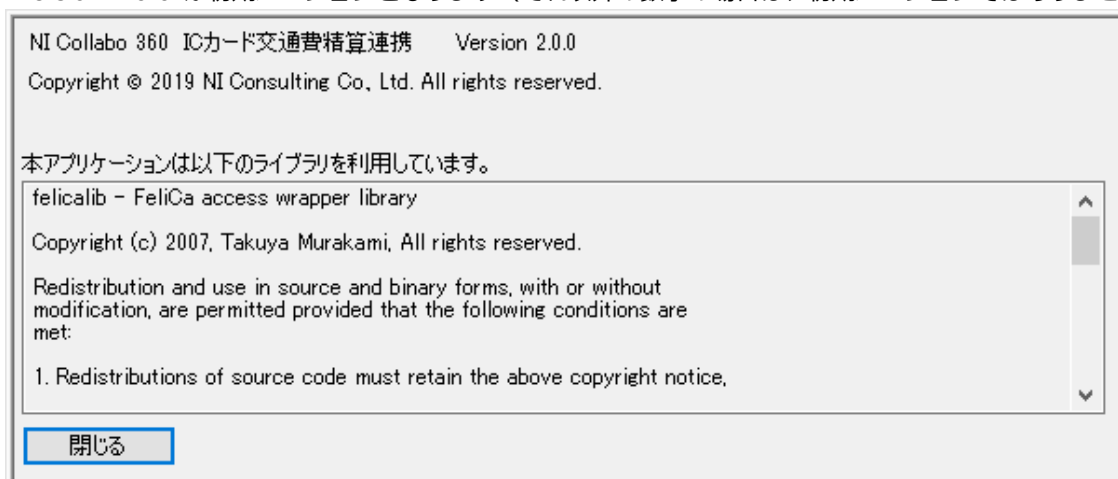 NI Collabo 360 ICカード交通費精算連携 Version 2.0.0
Copyright © 2019 NI Consulting Co., Ltd. All rights reserved.
本アプリケーションは以下のライブラリを利用しています。
felicalib - FeliCa access wrapper library
Copyright (c) 2007, Takuya Murakami, All rights reserved.
Redistribution and use in source and binary forms, with or without
modification, are permitted provided that the following conditions are
met:
1. Redistributions of source code must retain the above copyright notice,
閉じる